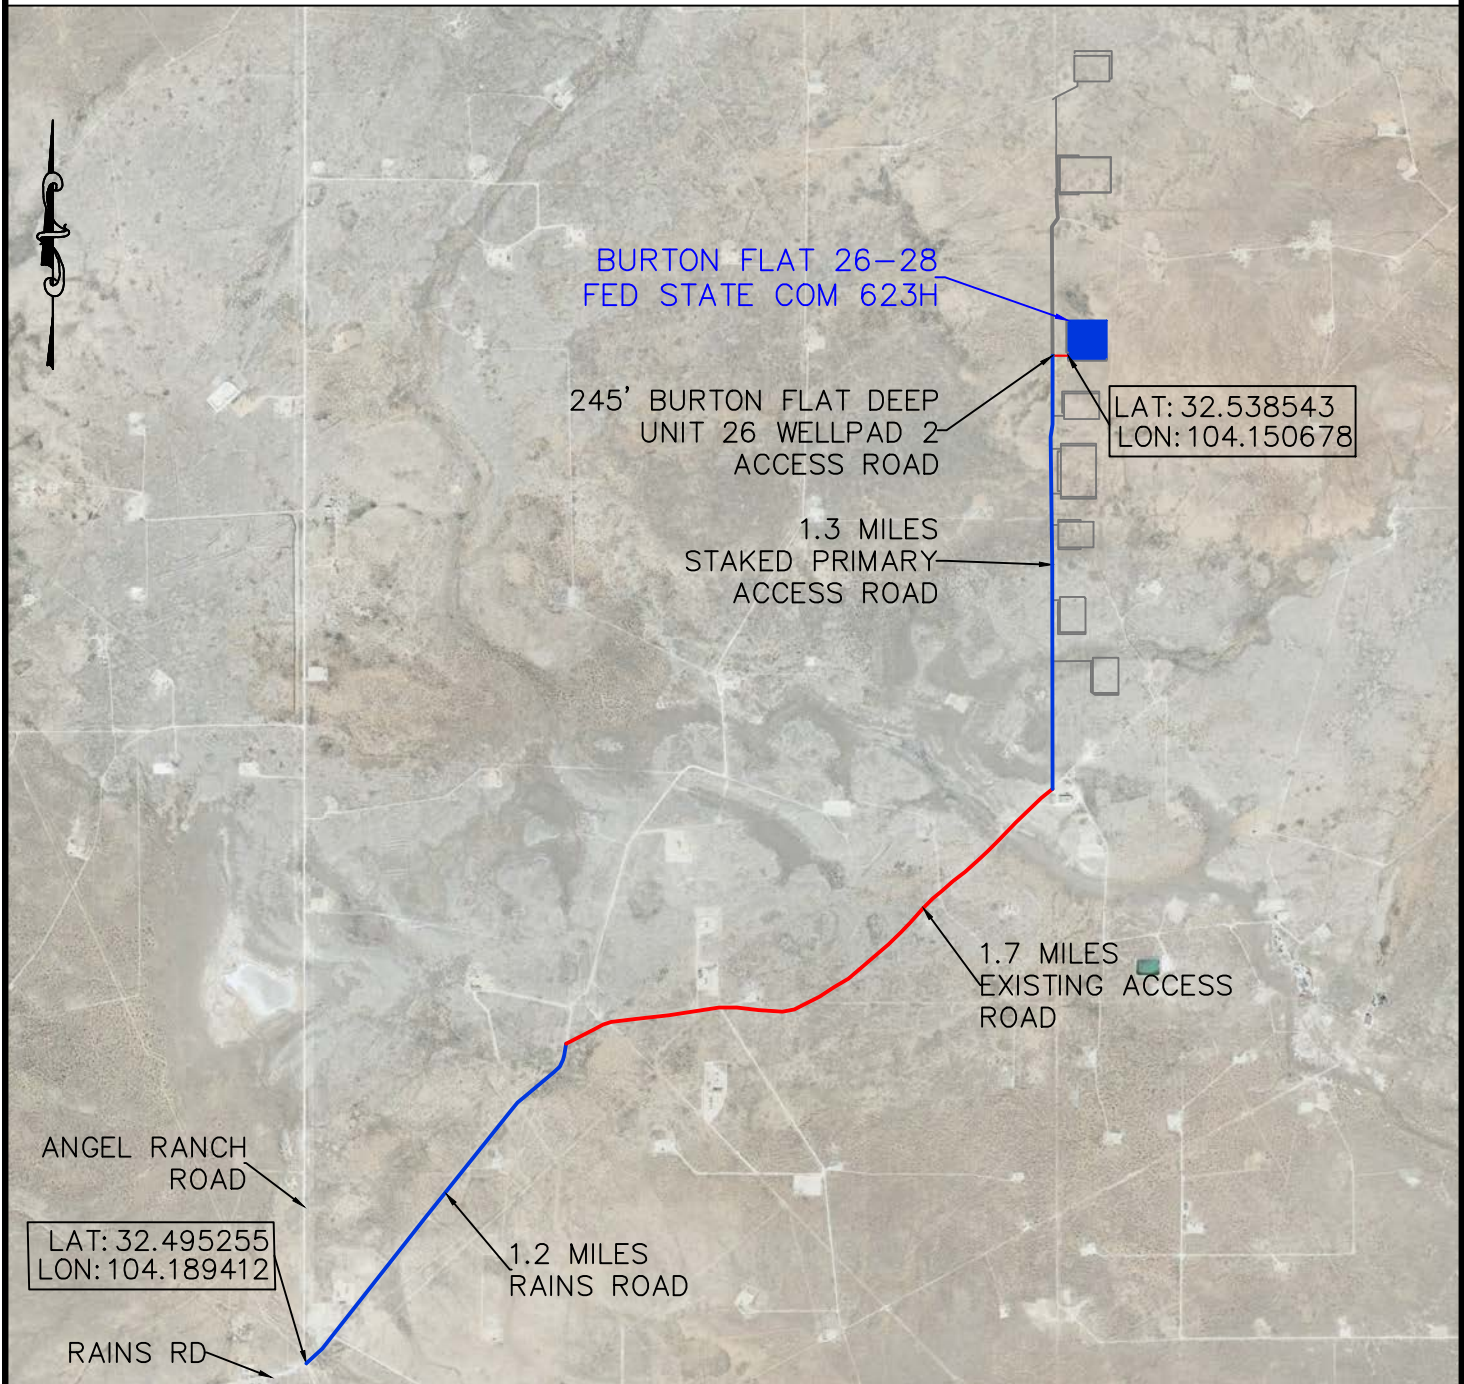 BURTON FLAT 26-28
FED STATE COM 623H
245' BURTON FLAT DEEP
UNIT 26 WELLPAD 2
ACCESS ROAD
LAT: 32.538543
LON: 104.150678
1.3 MILES
STAKED PRIMARY
ACCESS ROAD
1.7 MILES
EXISTING ACCESS
ROAD
ANGEL RANCH
ROAD
LAT: 32.495255
LON: 104.189412
1.2 MILES
RAINS ROAD
RAINS RD